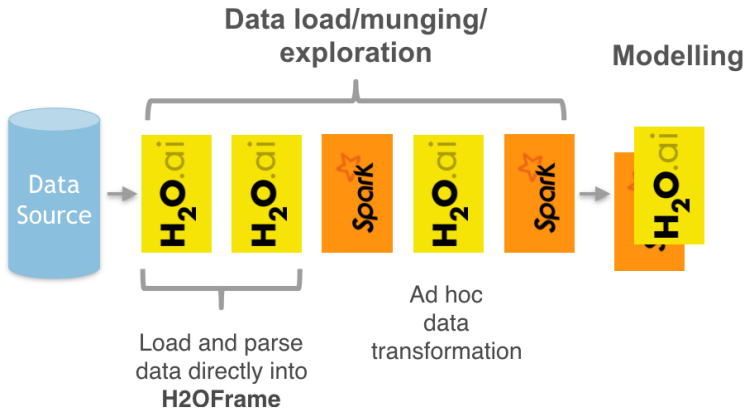 Data load/munging/
exploration
Modelling
Data
Source
H2O.ai
H2O.ai
Spark
H2O.ai
Spark
H2O.ai
Load and parse
data directly into
H2OFrame
Ad hoc
data
transformation